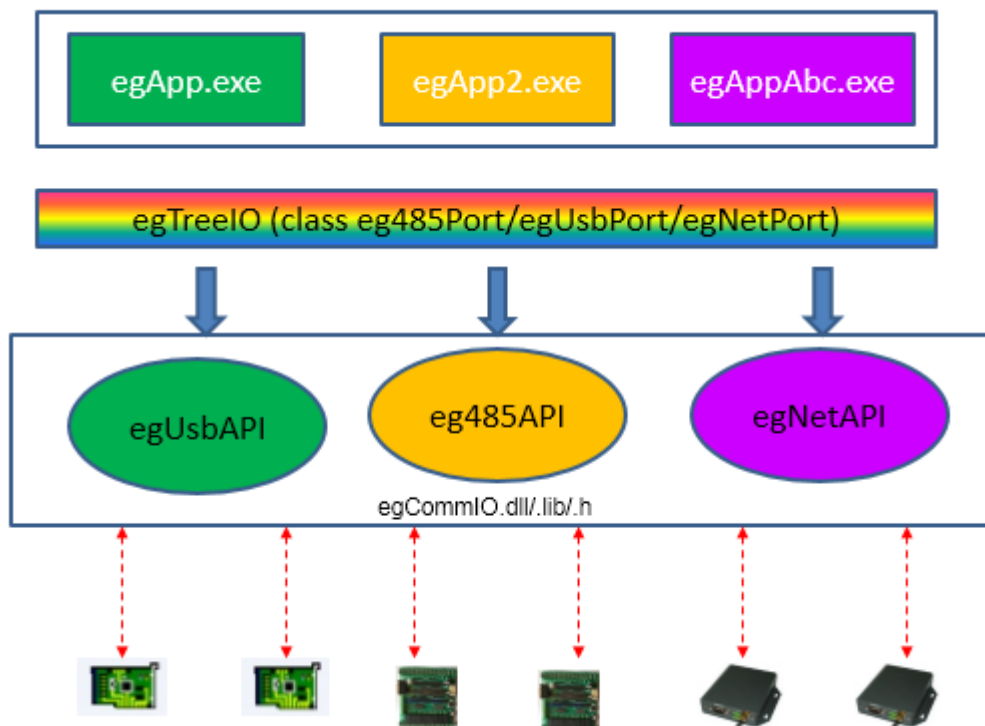 egApp.exe
egApp2.exe
egAppAbc.exe
egTreeIO (class eg485Port/egUsbPort/egNetPort)
egUsbAPI
eg485API
egNetAPI
egCommIO.dll/.lib/.h